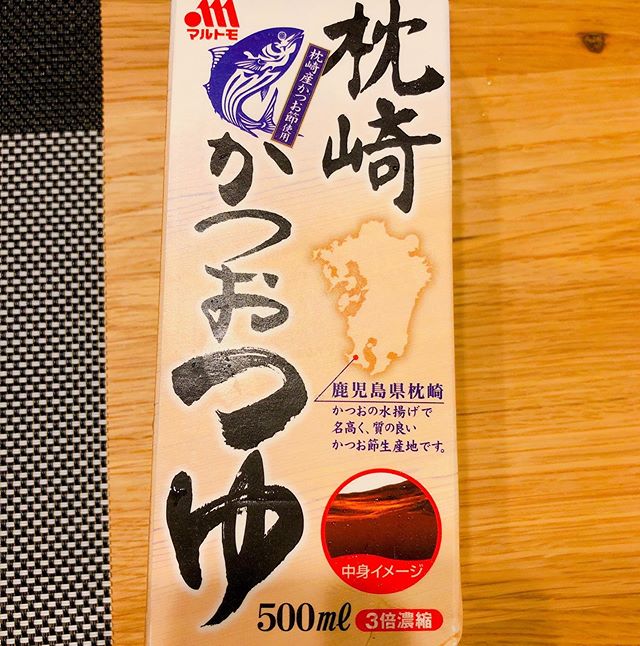 マルトモ
枕崎
枕崎産かつお節使用
かつおつゆ
鹿児島県枕崎
かつおの水揚げで
名高く、質の良い
かつお節生産地です。
中身イメージ
500ml 3倍濃縮